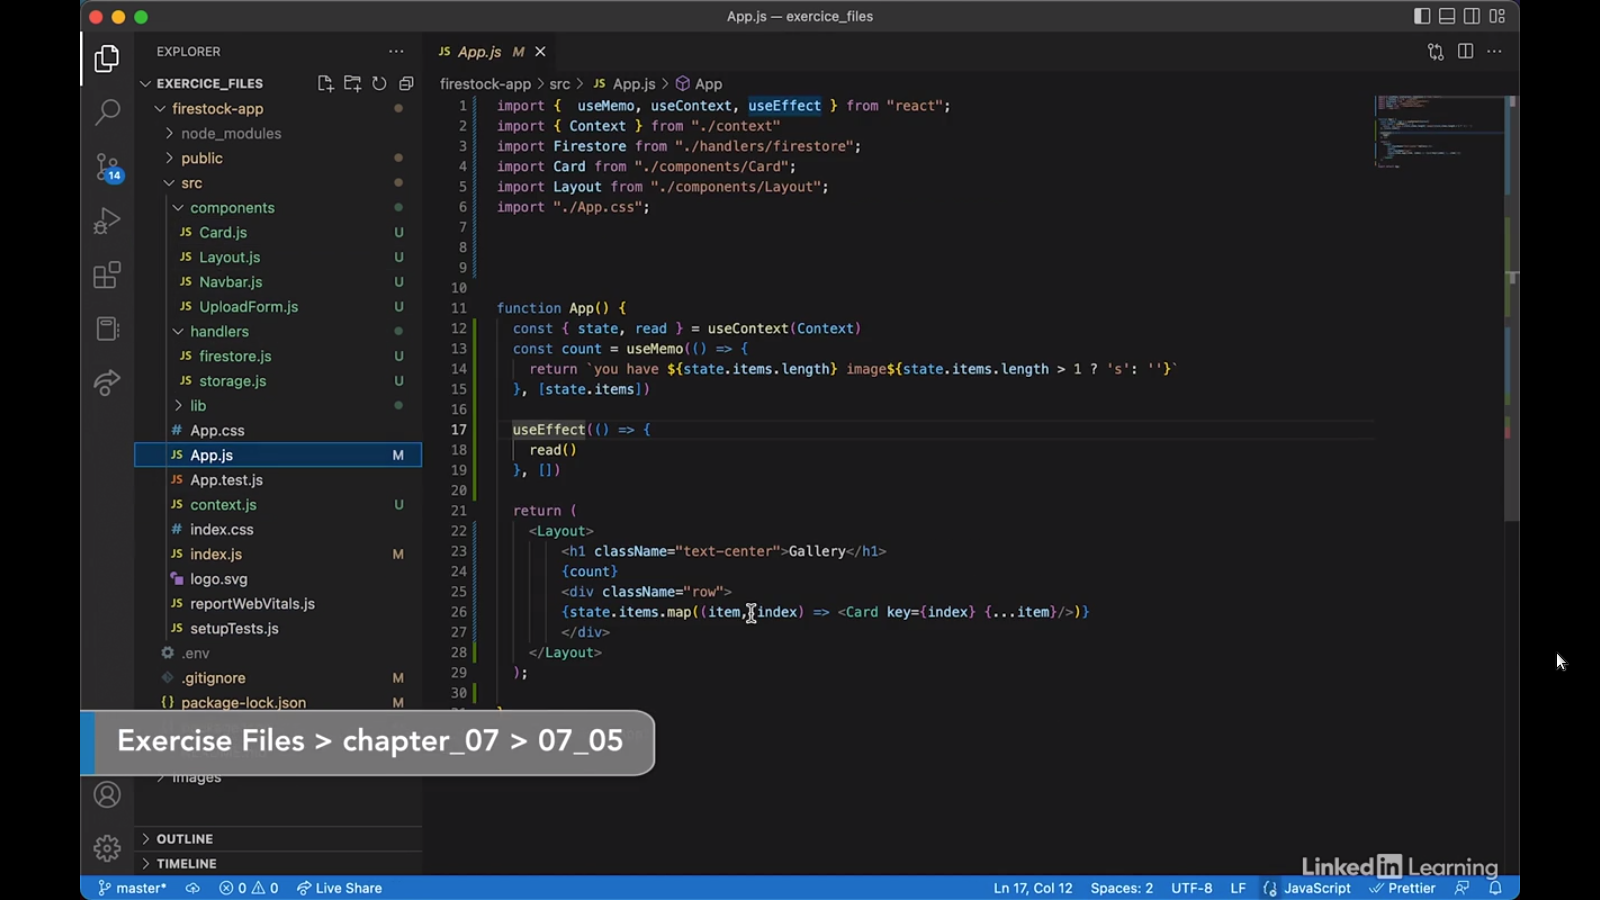 App.js — exercice_files
EXPLORER
EXERCICE_FILES
firestock-app
node_modules
public
src
components
JS Card.js U
JS Layout.js U
JS Navbar.js U
JS UploadForm.js U
handlers
JS firestore.js U
JS storage.js U
lib
# App.css
JS App.js M
JS App.test.js
JS context.js U
# index.css
JS index.js M
logo.svg
JS reportWebVitals.js
JS setupTests.js
.env
.gitignore M
{} package-lock.json M
images
OUTLINE
TIMELINE
14
JS App.js M
firestock-app > src > JS App.js > App
1 import {  useMemo, useContext, useEffect } from "react";
2 import { Context } from "./context"
3 import Firestore from "./handlers/firestore";
4 import Card from "./components/Card";
5 import Layout from "./components/Layout";
6 import "./App.css";
7
8
9
10
11 function App() {
12 const { state, read } = useContext(Context)
13 const count = useMemo(() => {
14 return `you have ${state.items.length} image${state.items.length > 1 ? 's': ''}`
15 }, [state.items])
16
17 useEffect(() => {
18 read()
19 }, [])
20
21 return (
22 <Layout>
23 <h1 className="text-center">Gallery</h1>
24 {count}
25 <div className="row">
26 {state.items.map((item, index) => <Card key={index} {...item}/>)}
27 </div>
28 </Layout>
29 );
30
Exercise Files > chapter_07 > 07_05
LinkedIn Learning
master* 0 0 Live Share Ln 17, Col 12 Spaces: 2 UTF-8 LF JavaScript Prettier